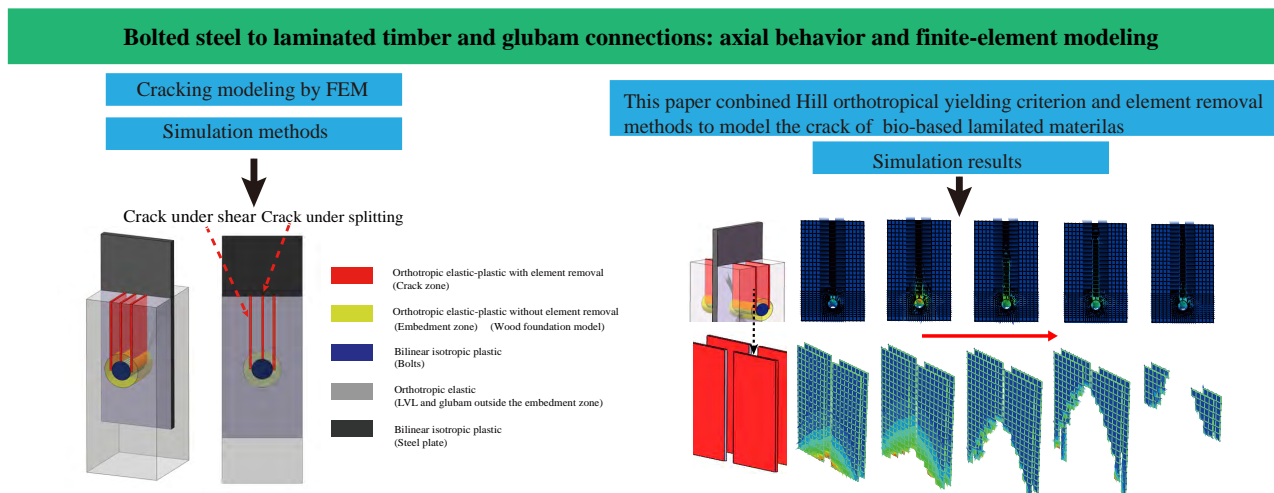 Bolted steel to laminated timber and glubam connections: axial behavior and finite-element modeling
Cracking modeling by FEM
Simulation methods
Crack under shear Crack under splitting
Orthotropic elastic-plastic with element removal
(Crack zone)
Orthotropic elastic-plastic without element removal
(Embedment zone) (Wood foundation model)
Bilinear isotropic plastic
(Bolts)
Orthotropic elastic
(LVL and glubam outside the embedment zone)
Bilinear isotropic plastic
(Steel plate)
This paper conbined Hill orthotropical yielding criterion and element removal
methods to model the crack of bio-based lamilated materilas
Simulation results